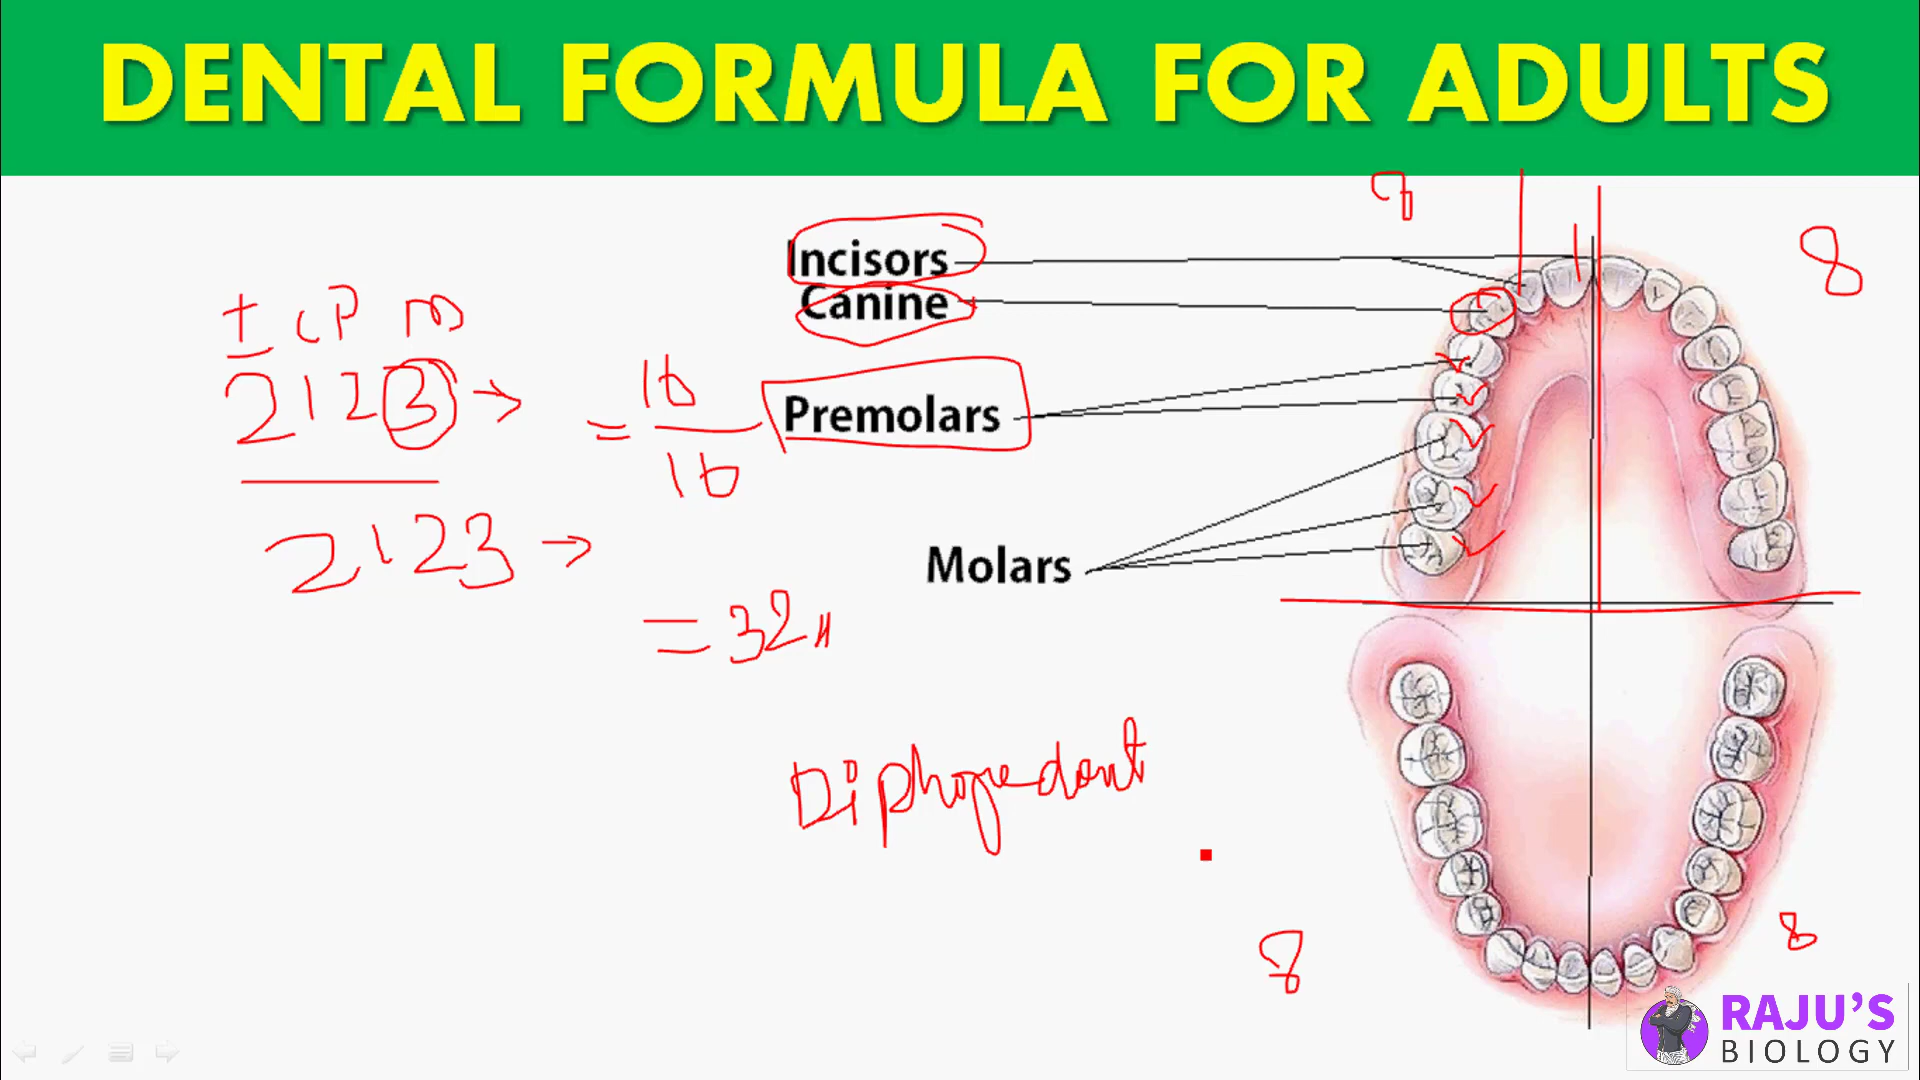 DENTAL FORMULA FOR ADULTS
8
8
Incisors
Canine
I C P M
2123 →
= 16
16
Premolars
2123 →
Molars
= 32
8
8
RAJU'S
BIOLOGY